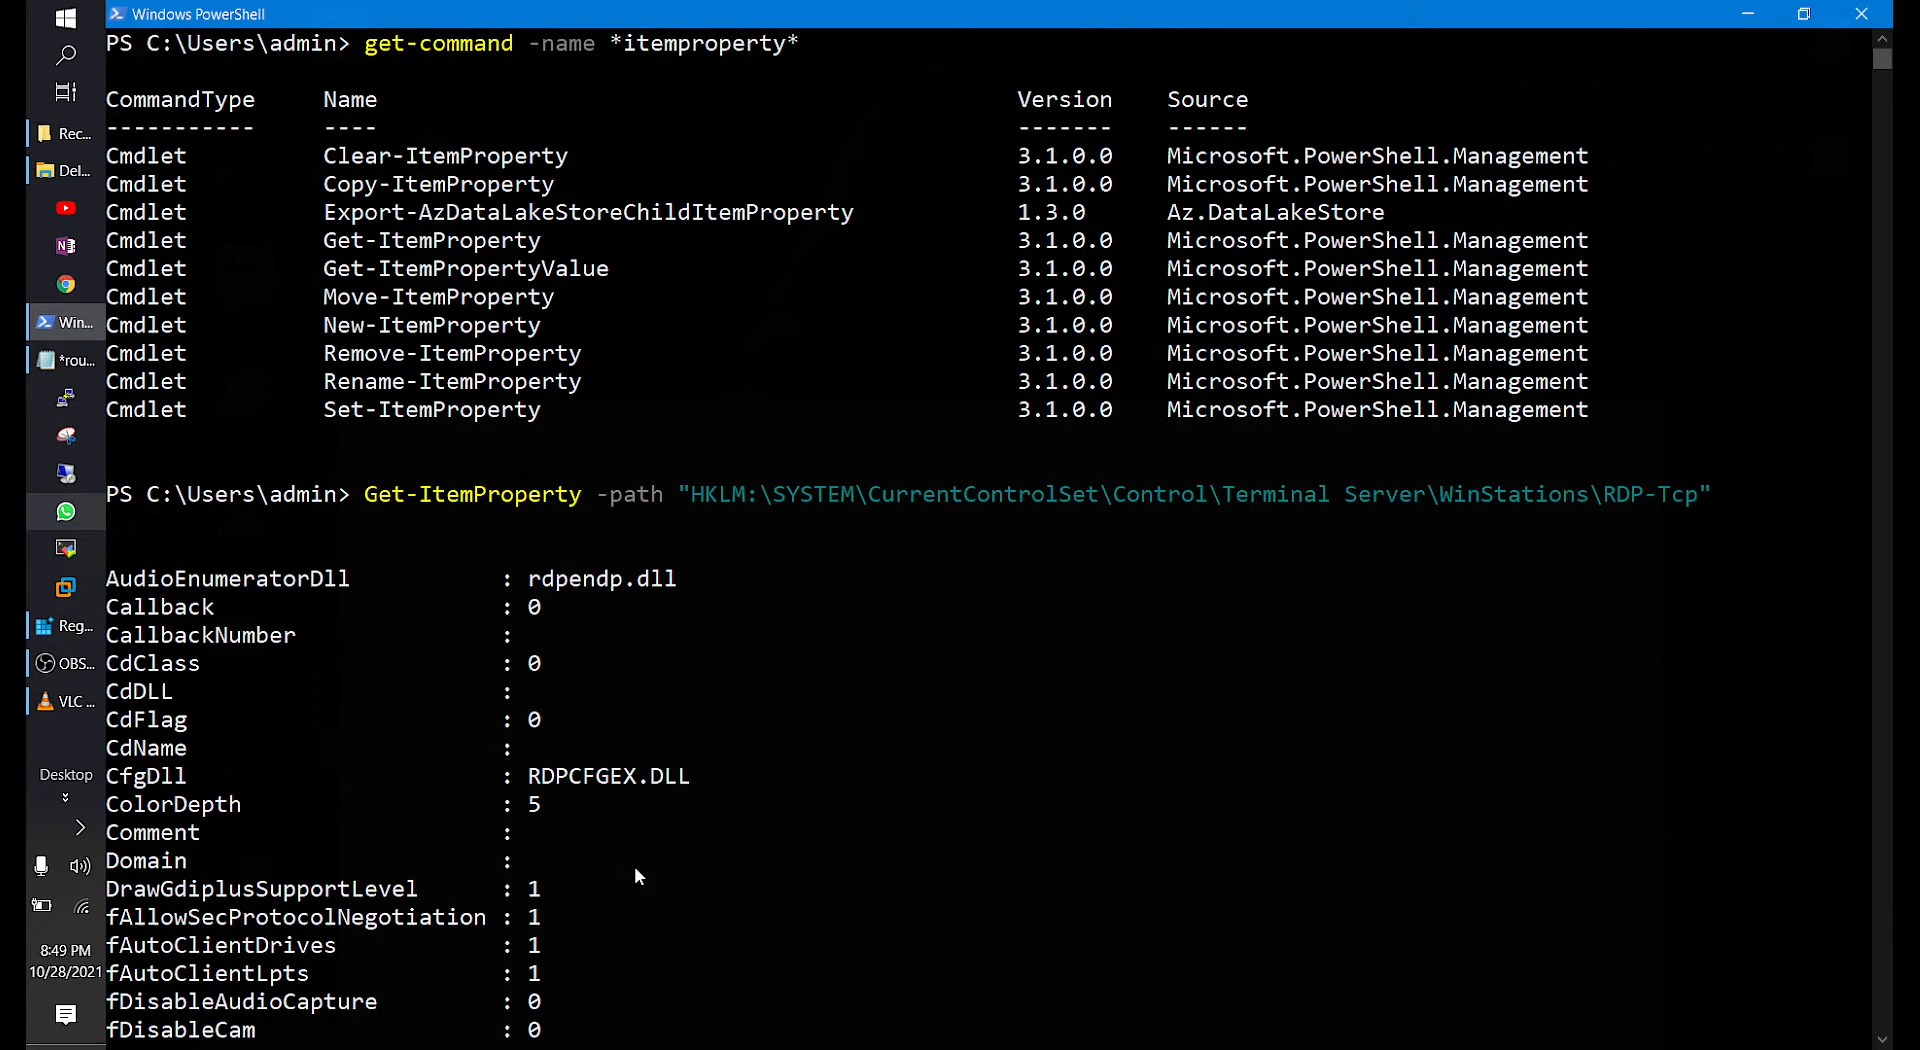 Windows PowerShell
PS C:\Users\admin> get-command -name *itemproperty*
CommandType Name Version Source
----------- ---- ------- ------
Cmdlet Clear-ItemProperty 3.1.0.0 Microsoft.PowerShell.Management
Cmdlet Copy-ItemProperty 3.1.0.0 Microsoft.PowerShell.Management
Cmdlet Export-AzDataLakeStoreChildItemProperty 1.3.0 Az.DataLakeStore
Cmdlet Get-ItemProperty 3.1.0.0 Microsoft.PowerShell.Management
Cmdlet Get-ItemPropertyValue 3.1.0.0 Microsoft.PowerShell.Management
Cmdlet Move-ItemProperty 3.1.0.0 Microsoft.PowerShell.Management
Cmdlet New-ItemProperty 3.1.0.0 Microsoft.PowerShell.Management
Cmdlet Remove-ItemProperty 3.1.0.0 Microsoft.PowerShell.Management
Cmdlet Rename-ItemProperty 3.1.0.0 Microsoft.PowerShell.Management
Cmdlet Set-ItemProperty 3.1.0.0 Microsoft.PowerShell.Management
PS C:\Users\admin> Get-ItemProperty -path "HKLM:\SYSTEM\CurrentControlSet\Control\Terminal Server\WinStations\RDP-Tcp"
AudioEnumeratorDll : rdpendp.dll
Callback : 0
CallbackNumber :
CdClass : 0
CdDLL :
CdFlag : 0
CdName :
CfgDll : RDPCFGEX.DLL
ColorDepth : 5
Comment :
Domain :
DrawGdiplusSupportLevel : 1
fAllowSecProtocolNegotiation : 1
fAutoClientDrives : 1
fAutoClientLpts : 1
fDisableAudioCapture : 0
fDisableCam : 0
Rec...
Del...
Win...
*rou...
Reg...
OBS...
VLC ...
Desktop
8:49 PM
10/28/2021